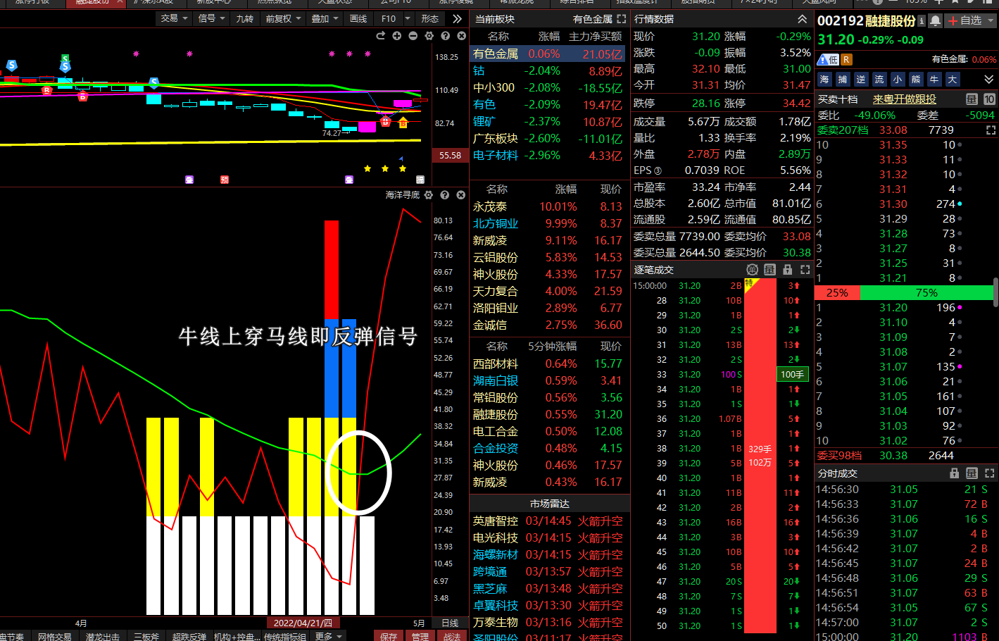 融捷股份
交易 信号 九转 前复权 叠加 画线 F10 形态
138.25
110.49
82.74
55.58
74.27
S
S
S
S
B
B
B
B
预
海洋寻底
80.13
76.64
73.16
69.67
66.19
62.71
59.22
55.74
52.26
48.77
45.29
41.80
38.32
34.84
31.35
27.87
24.39
20.90
17.42
13.93
10.45
6.97
3.48
牛线上穿马线即反弹信号
4月 2022/04/21/四 5月 日线
盘节奏 网格交易 潜龙出击 三板斧 超跌反弹 机构+控盘... 传统指标组 更多 保存 管理 战法
当前板块 有色金属
名称 涨幅 主力净买额
有色金属 0.06% 21.05亿
钴 -2.04% 8.89亿
中小300 -2.08% -18.55亿
有色 -2.09% 19.47亿
锂矿 -2.37% 10.87亿
广东板块 -2.60% -11.01亿
电子材料 -2.96% 4.33亿
名称 涨幅 现价
永茂泰 10.01% 8.13
北方铜业 9.99% 8.37
新威凌 9.11% 16.17
云铝股份 5.83% 14.53
神火股份 4.33% 17.57
天力复合 4.00% 21.59
洛阳钼业 2.89% 6.77
金诚信 2.75% 36.60
名称 5分钟涨幅 现价
西部材料 0.64% 15.77
湖南白银 0.59% 3.41
常铝股份 0.56% 3.56
融捷股份 0.55% 31.20
电工合金 0.50% 12.08
合金投资 0.48% 4.15
神火股份 0.46% 17.57
新威凌 0.43% 16.17
市场雷达
英唐智控 03/14:45 火箭升空
电光科技 03/14:15 火箭升空
海螺新材 03/14:15 火箭升空
跨境通 03/13:57 火箭升空
黑芝麻 03/13:48 火箭升空
卓翼科技 03/13:30 火箭升空
万泰生物 03/13:16 火箭升空
圣阳股份 03/11:17 火箭升空
行情数据
现价 31.20 涨幅 -0.29%
涨跌 -0.09 振幅 3.52%
最高 32.10 最低 31.00
今开 31.31 均价 31.47
跌停 28.16 涨停 34.42
成交量 5.67万 成交额 1.78亿
量比 1.33 换手率 2.19%
外盘 2.78万 内盘 2.89万
EPS③ 0.7039 ROE 5.56%
市盈率 33.24 市净率 2.44
总股本 2.60亿 总市值 81.01亿
流通股 2.59亿 流通值 80.85亿
委卖总量 7739.00 委卖均价 33.08
委买总量 2644.50 委买均价 30.38
逐笔成交 单 量
15:00:00 31.20 2B 特 3
28 31.20 10B 10
29 31.20 1B 1
30 31.20 2S 2
31 31.20 13B 13
32 31.20 2S 2
33 31.20 100S 100手
34 31.20 1B 1
35 31.20 1S 1
36 31.20 1.07B 5
37 31.20 1B 1
38 31.20 1B 329手 1
39 31.20 5B 102万 5
40 31.20 1B 1
41 31.20 11B 11
42 31.20 2B 2
43 31.20 16B 16
44 31.20 3B 3
45 31.20 10B 10
46 31.20 5B 5
47 31.20 20S 20
48 31.20 7S 7
49 31.20 1S 1
50 31.20 1S 1
002192 融捷股份 自选
31.20 -0.29% -0.09
低 R 有色金属: 0.06%
海 捕 逆 流 小 熊 牛 大
买卖十档 来粤开做跟投 量 10
委比 -49.06% 委差 -5094
委卖207档 33.08 7739
10 31.35 10
9 31.33 11
8 31.32 10
7 31.31 4
6 31.30 274
5 31.29 28
4 31.28 73
3 31.27 8
2 31.25 31
1 31.21 8
25% 75%
1 31.20 196
2 31.10 4
3 31.09 7
4 31.08 2
5 31.07 135
6 31.06 21
7 31.05 161
8 31.04 107
9 31.03 92
10 31.02 76
委买98档 30.38 2644
分时成交 量
14:56:30 31.05 21 S
14:56:33 31.07 72 B
14:56:36 31.06 16 S
14:56:39 31.07 4 B
14:56:42 31.07 2 B
14:56:45 31.07 24 B
14:56:48 31.06 29 S
14:56:51 31.07 63 B
14:56:54 31.05 67 S
14:57:00 31.07 2 S
15:00:00 31.20 1103 B